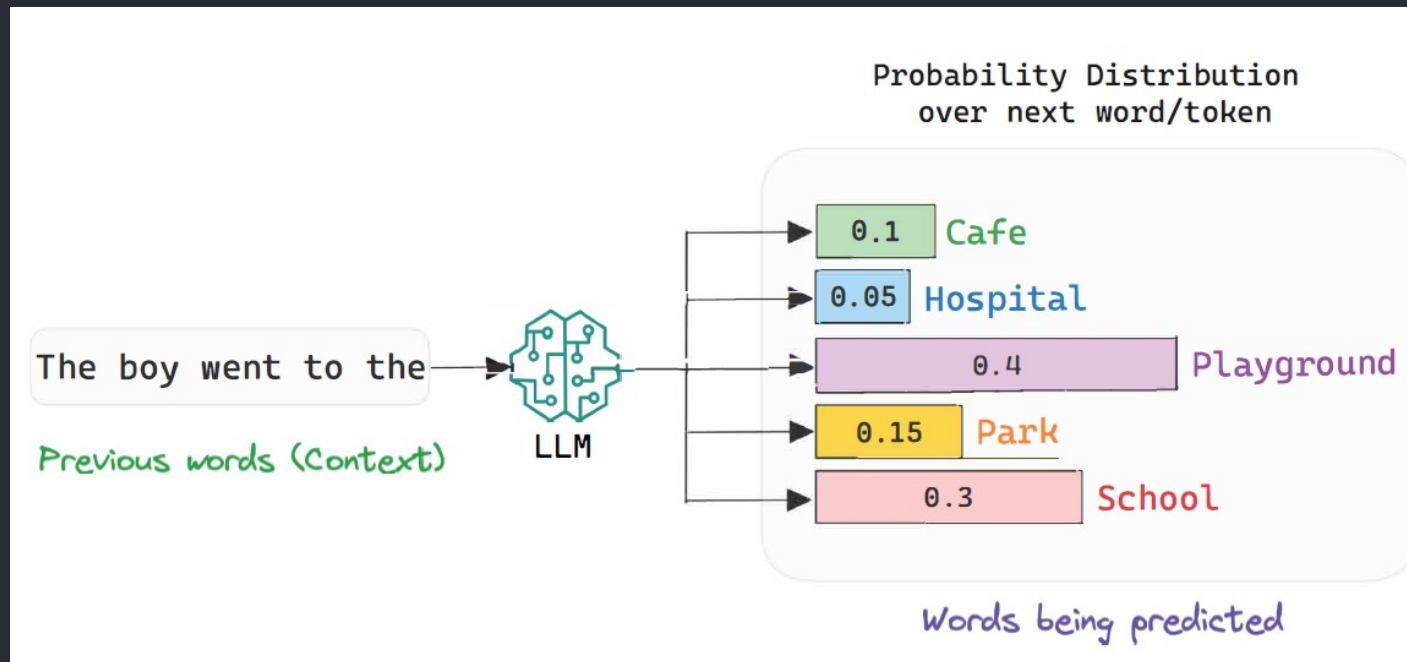 Probability Distribution
over next word/token
0.1 Cafe
0.05 Hospital
The boy went to the
0.4 Playground
LLM
Previous words (Context)
0.15 Park
0.3 School
Words being predicted